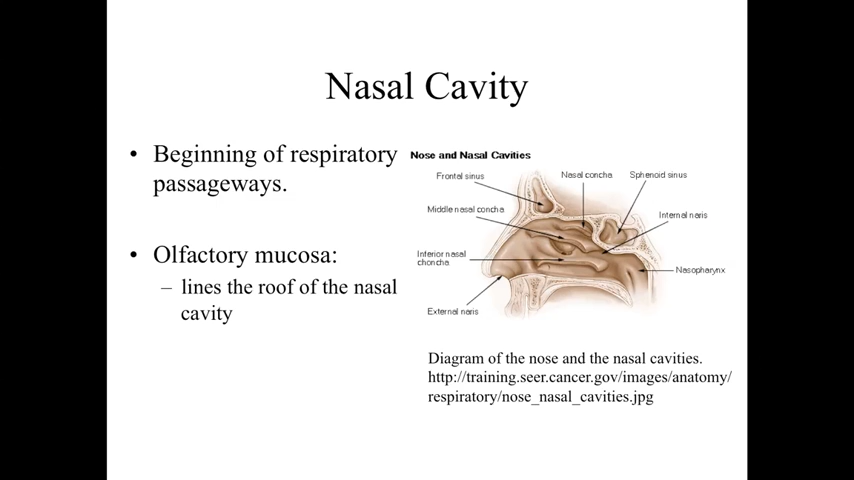 Nasal Cavity
• Beginning of respiratory
passageways.
• Olfactory mucosa:
– lines the roof of the nasal
cavity
Nose and Nasal Cavities
Frontal sinus
Nasal concha
Sphenoid sinus
Middle nasal concha
Internal naris
Inferior nasal
choncha
Nasopharynx
External naris
Diagram of the nose and the nasal cavities.
http://training.seer.cancer.gov/images/anatomy/
respiratory/nose_nasal_cavities.jpg